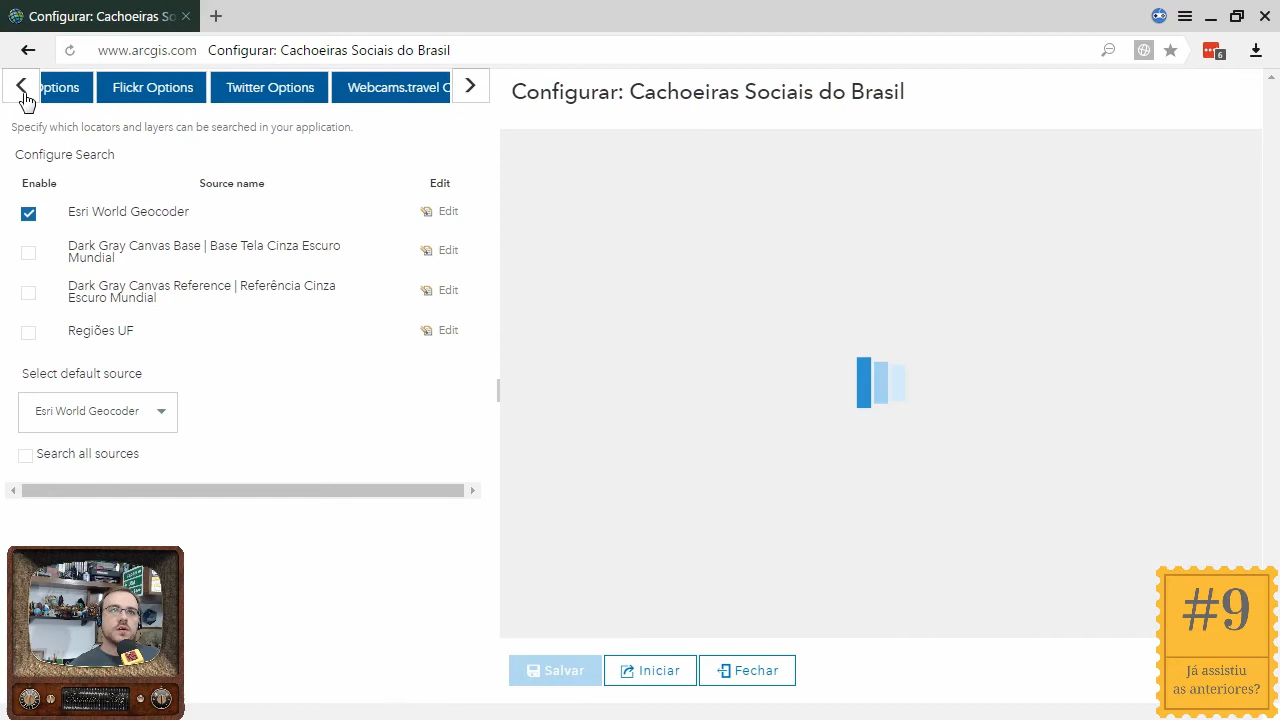 Configurar: Cachoeiras So
www.arcgis.com Configurar: Cachoeiras Sociais do Brasil
6
ptions
Flickr Options
Twitter Options
Webcams.travel
Configurar: Cachoeiras Sociais do Brasil
Specify which locators and layers can be searched in your application.
Configure Search
Enable Source name Edit
Esri World Geocoder Edit
Dark Gray Canvas Base | Base Tela Cinza Escuro
Mundial
Edit
Dark Gray Canvas Reference | Referência Cinza
Escuro Mundial
Edit
Regiões UF Edit
Select default source
Esri World Geocoder
Search all sources
Salvar
Iniciar
Fechar
#9
Já assistiu
as anteriores?